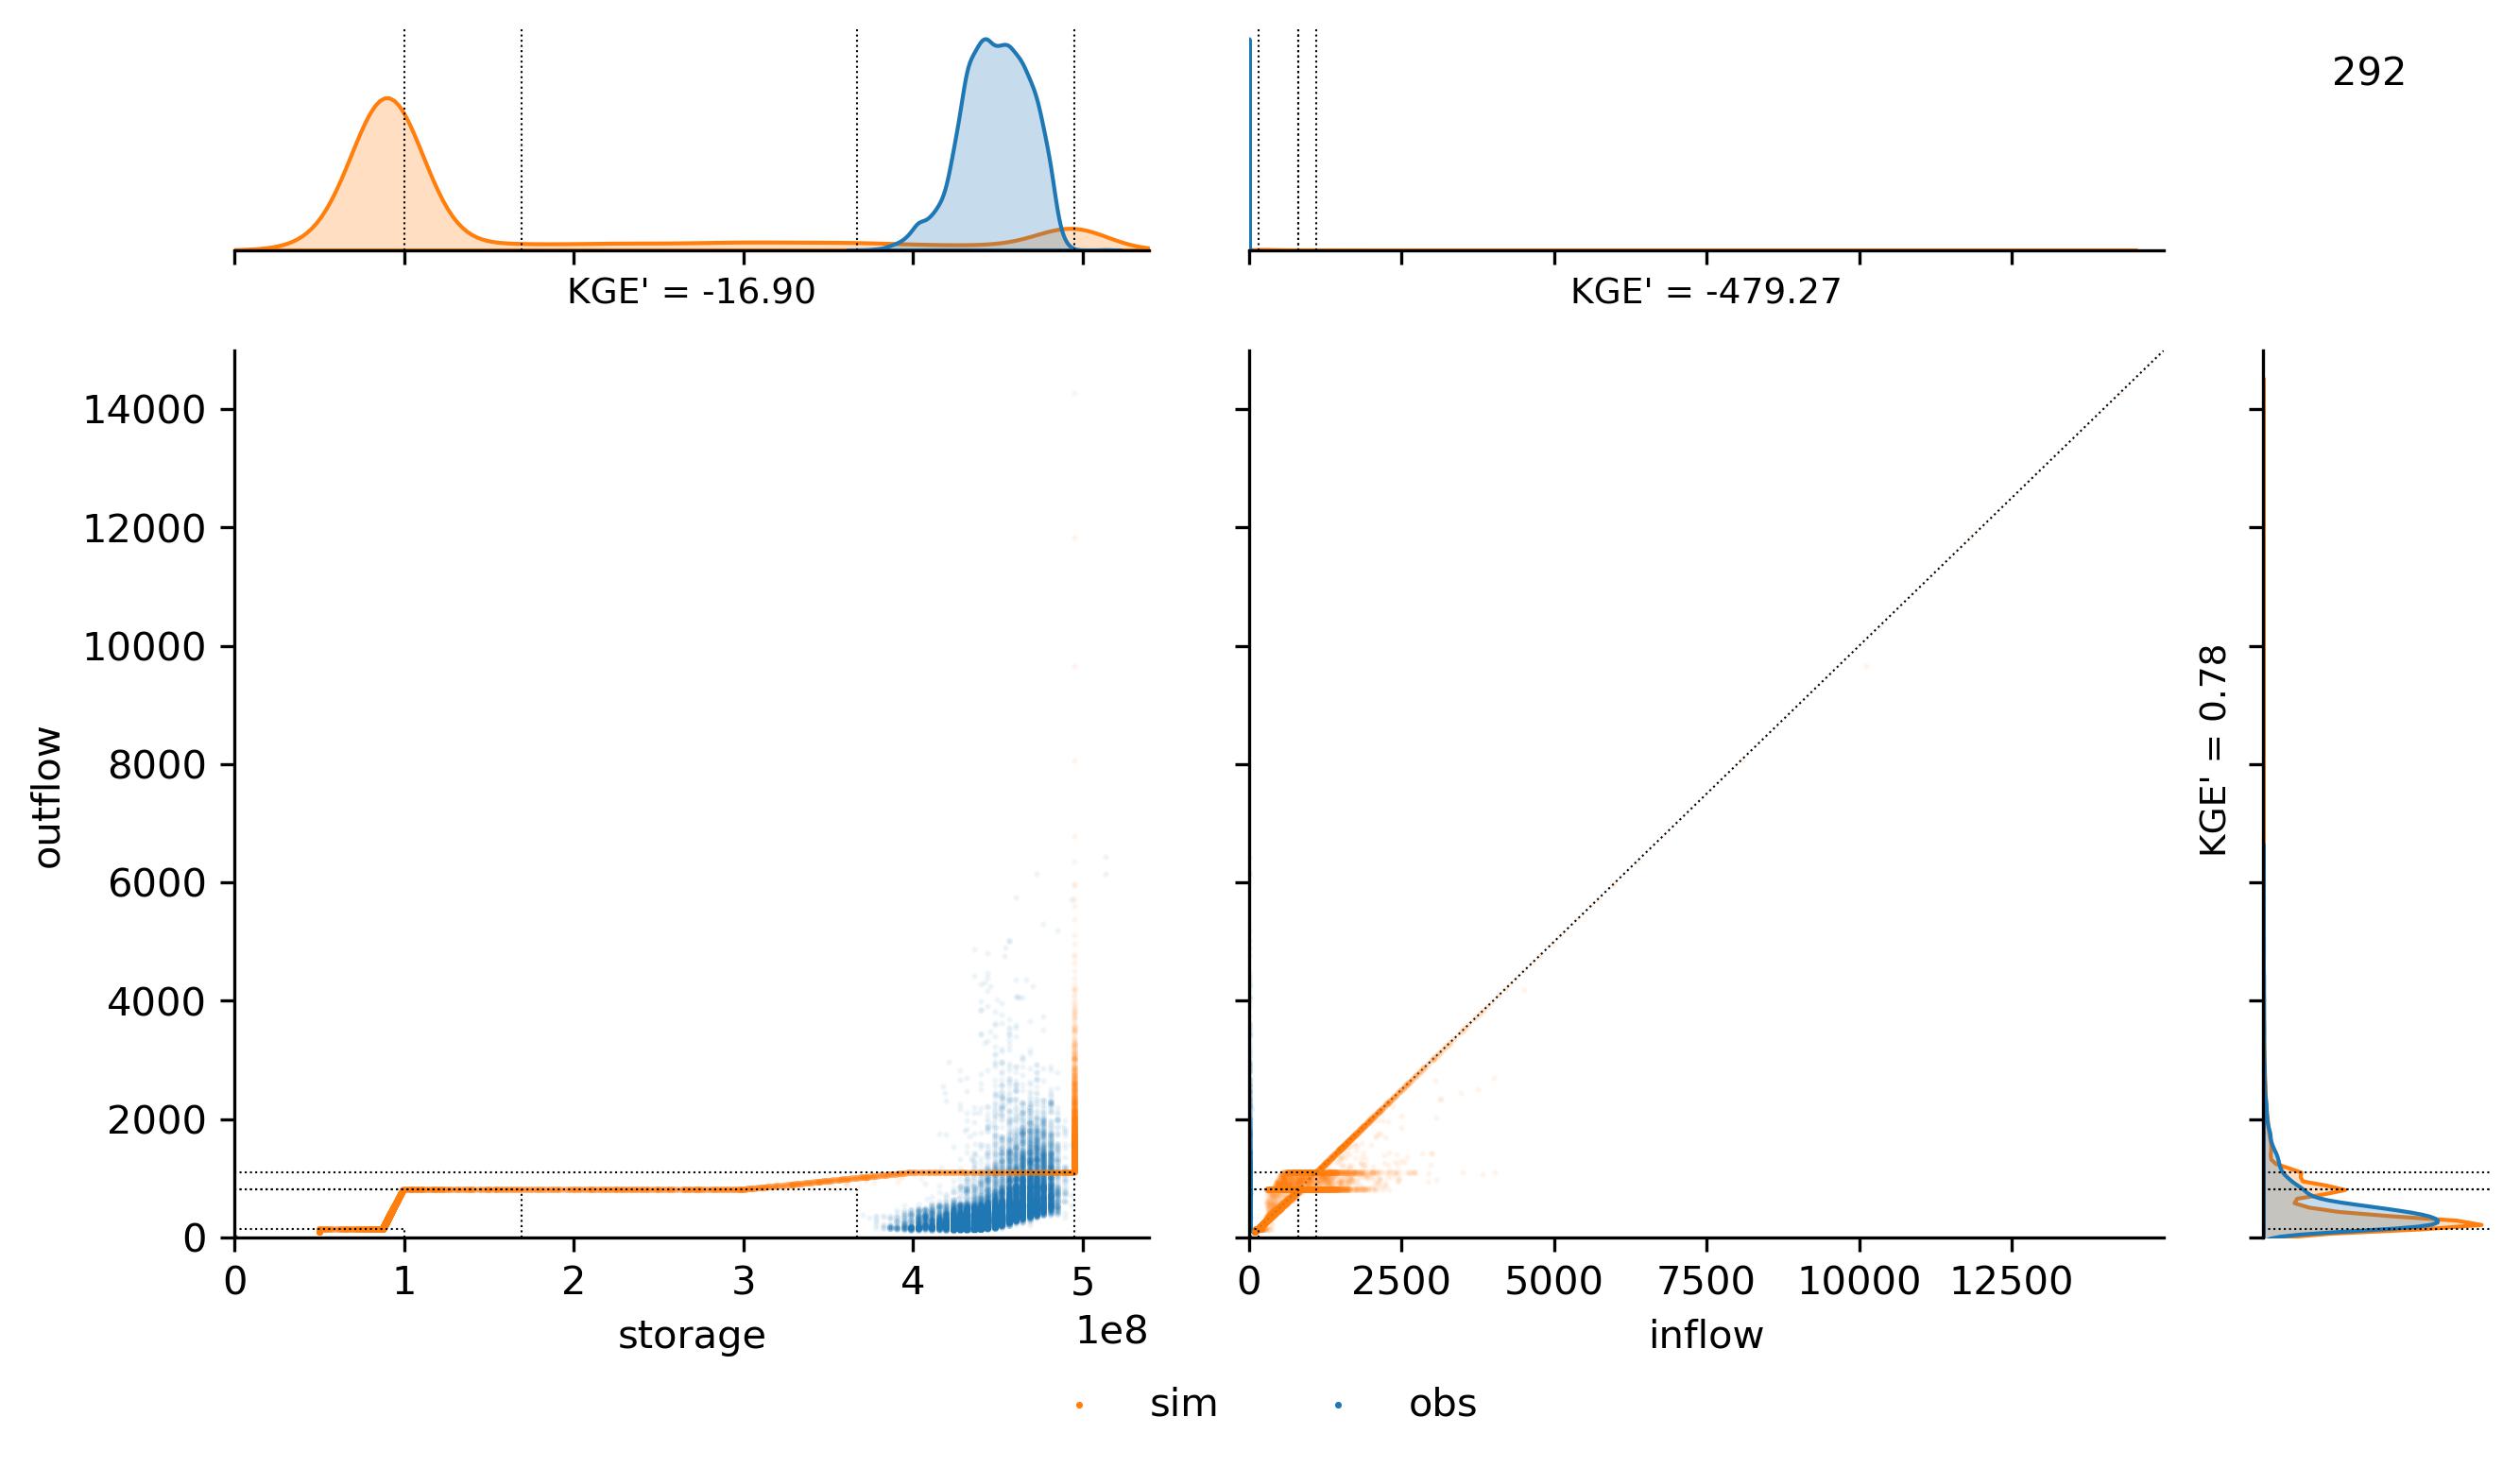 292
KGE' = -16.90
KGE' = -479.27
outflow
14000
12000
10000
8000
6000
4000
2000
0
KGE' = 0.78
0 1 2 3 4 5
1e8
storage
0 2500 5000 7500 10000 12500
inflow
sim obs